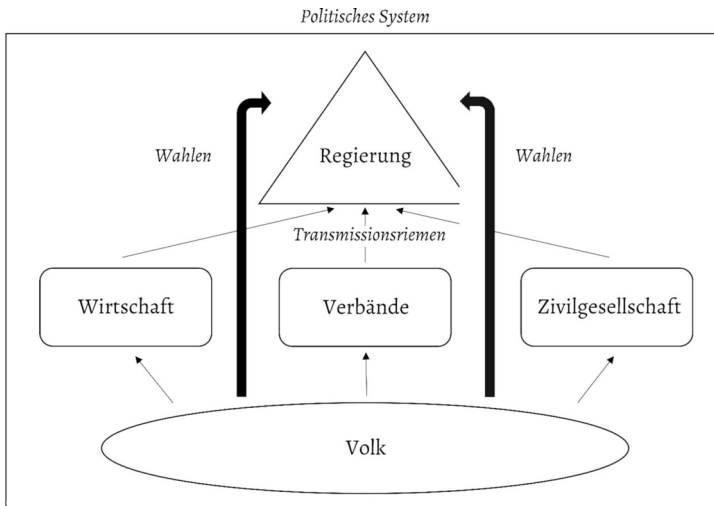 Politisches System
Regierung
Wahlen
Wahlen
Transmissionsriemen
Wirtschaft
Verbände
Zivilgesellschaft
Volk